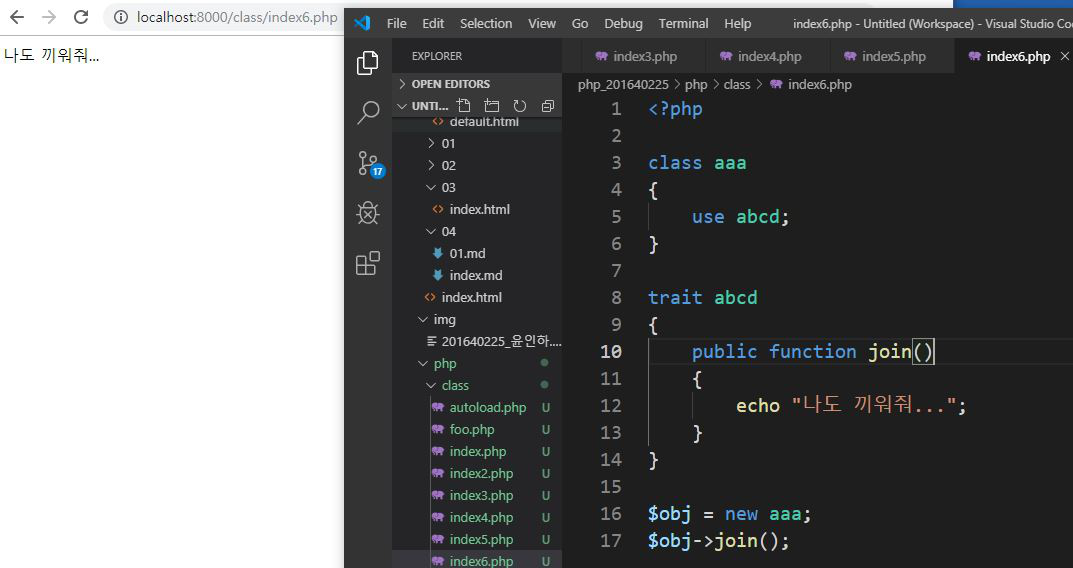 localhost:8000/class/index6.php
나도 끼워줘...
File Edit Selection View Go Debug Terminal Help
index6.php - Untitled (Workspace) - Visual Studio Co
EXPLORER
OPEN EDITORS
UNTI...
default.html
01
02
03
index.html
04
01.md
index.md
index.html
img
201640225_윤인하....
php
class
autoload.php U
foo.php U
index.php U
index2.php U
index3.php U
index4.php U
index5.php U
index6.php U
17
index3.php index4.php index5.php index6.php
php_201640225 > php > class > index6.php
1 <?php
2
3 class aaa
4 {
5 use abcd;
6 }
7
8 trait abcd
9 {
10 public function join()
11 {
12 echo "나도 끼워줘...";
13 }
14 }
15
16 $obj = new aaa;
17 $obj->join();